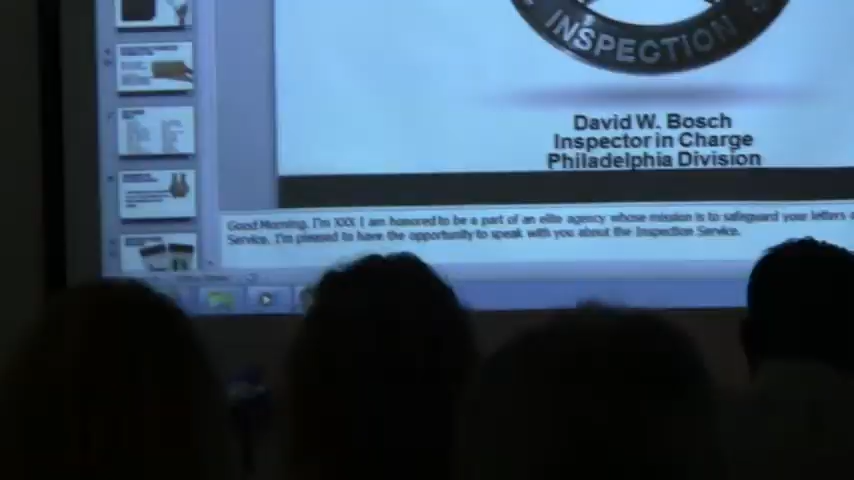 INSPECTION
David W. Bosch
Inspector in Charge
Philadelphia Division
Good Morning. I'm XXX I am honored to be a part of an elite agency whose mission is to safeguard your letters
Service. I'm pleased to have the opportunity to speak with you about the Inspection Service.